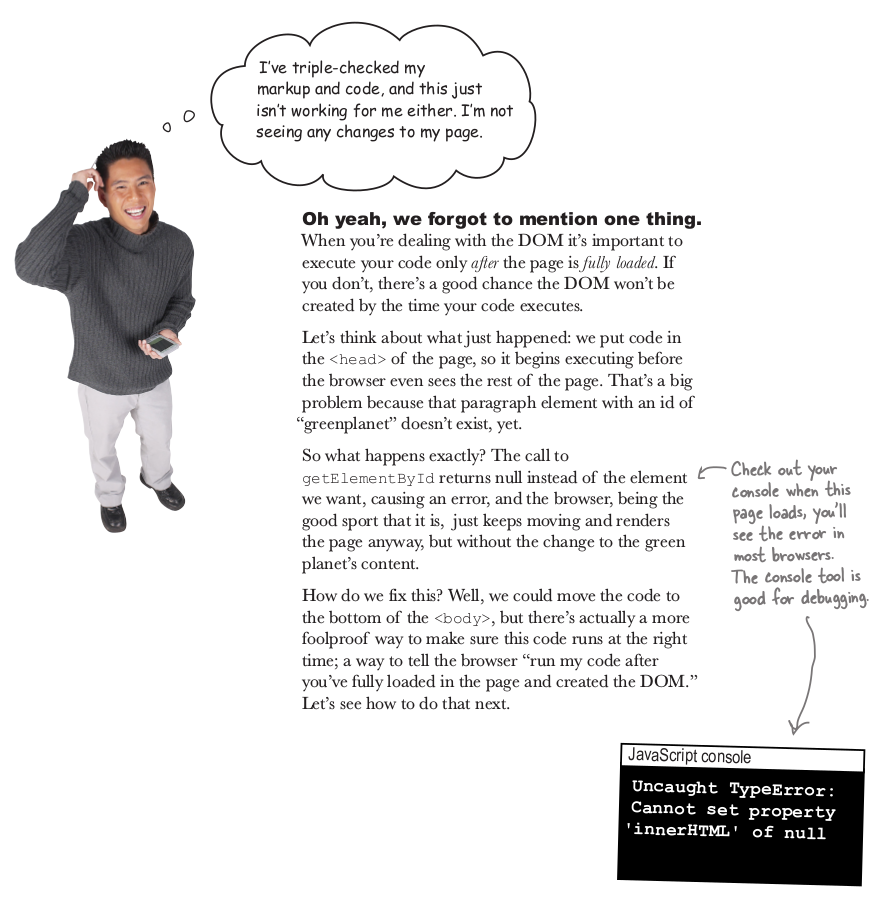 I've triple-checked my
markup and code, and this just
isn't working for me either. I'm not
seeing any changes to my page.
Oh yeah, we forgot to mention one thing.
When you're dealing with the DOM it's important to
execute your code only after the page is fully loaded. If
you don't, there's a good chance the DOM won't be
created by the time your code executes.
Let's think about what just happened: we put code in
the <head> of the page, so it begins executing before
the browser even sees the rest of the page. That's a big
problem because that paragraph element with an id of
“greenplanet” doesn't exist, yet.
So what happens exactly? The call to
getElementById returns null instead of the element
we want, causing an error, and the browser, being the
good sport that it is, just keeps moving and renders
the page anyway, but without the change to the green
planet's content.
How do we fix this? Well, we could move the code to
the bottom of the <body>, but there's actually a more
foolproof way to make sure this code runs at the right
time; a way to tell the browser “run my code after
you've fully loaded in the page and created the DOM.”
Let's see how to do that next.
Check out your
console when this
page loads, you'll
see the error in
most browsers.
The console tool is
good for debugging.
JavaScript console
Uncaught TypeError:
Cannot set property
'innerHTML' of null